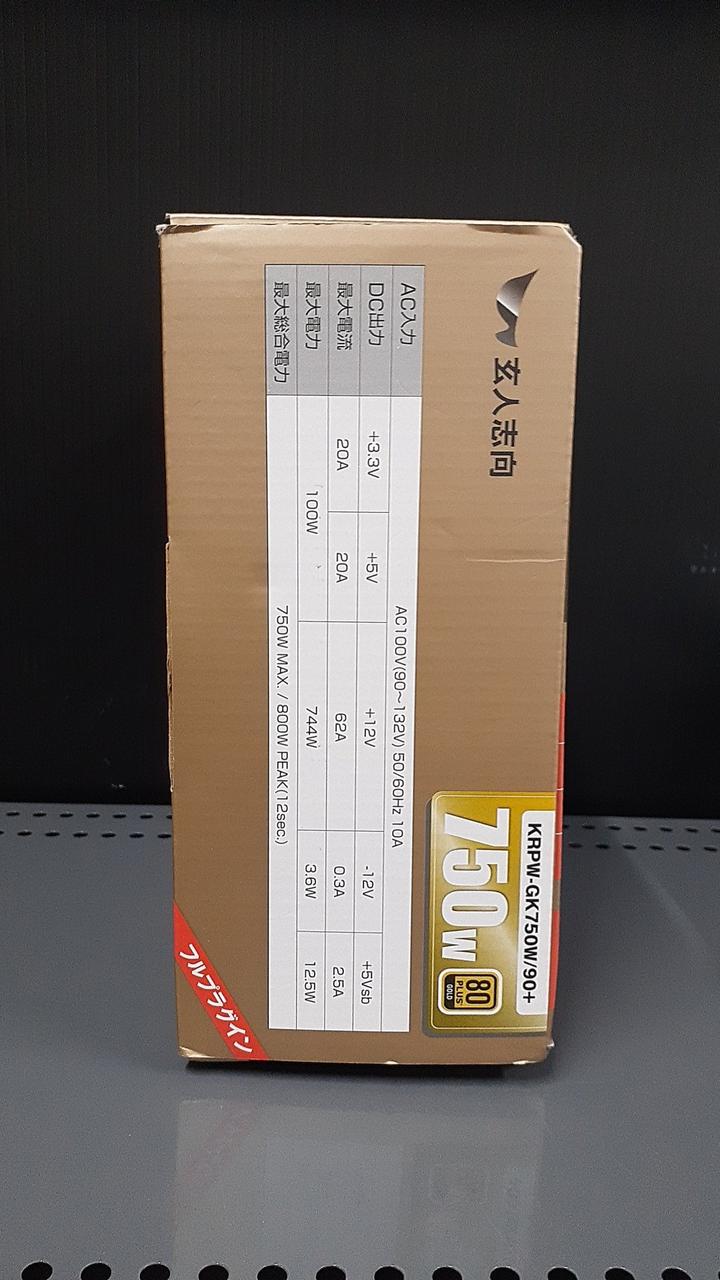 玄人志向
KRPW-GK750W/90+
750W
80
PLUS
GOLD
AC入力 AC100V(90~132V) 50/60Hz 10A
DC出力 +3.3V +5V +12V -12V +5Vsb
最大電流 20A 20A 62A 0.3A 2.5A
最大電力 100W 744W 3.6W 12.5W
最大総合電力 750W MAX. / 800W PEAK(12sec.)
フルプラグイン